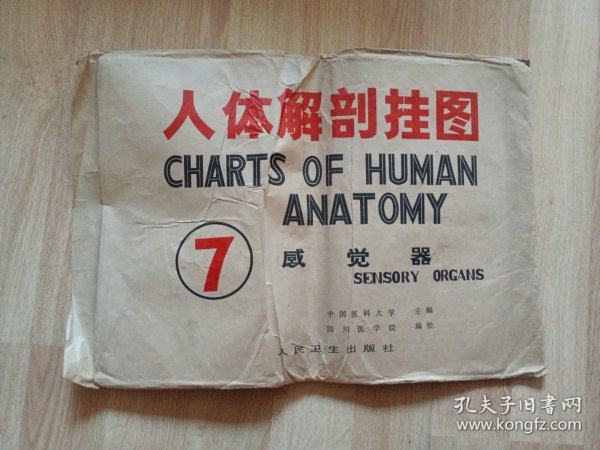 人体解剖挂图
CHARTS OF HUMAN
ANATOMY
7
感觉器
SENSORY ORGANS
中国医科大学 主编
四川医学院 编绘
人民卫生出版社
孔夫子旧书网
www.kongfz.com